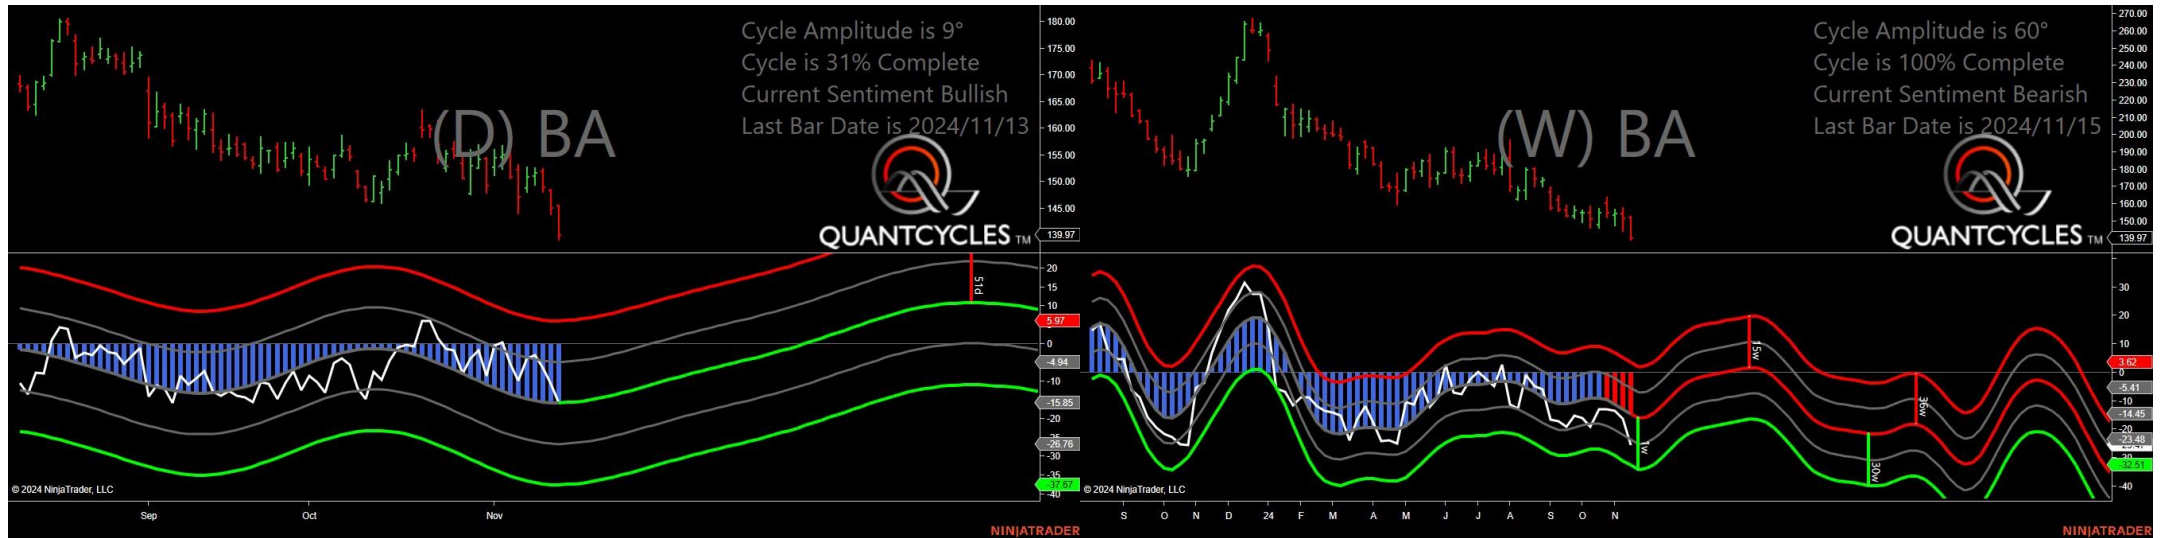 Cycle Amplitude is 9°
Cycle is 31% Complete
Current Sentiment Bullish
Last Bar Date is 2024/11/13
(D) BA
QUANTCYCLES TM
180.00
175.00
170.00
165.00
160.00
155.00
150.00
145.00
139.97
51d
20
15
10
5.97
0
-4.94
-10
-15.85
-20
-26.76
-30
-35
-37.67
-40
© 2024 NinjaTrader, LLC
Sep Oct Nov
NINJATRADER
Cycle Amplitude is 60°
Cycle is 100% Complete
Current Sentiment Bearish
Last Bar Date is 2024/11/15
(W) BA
QUANTCYCLES TM
270.00
260.00
250.00
240.00
230.00
220.00
210.00
200.00
190.00
180.00
170.00
160.00
150.00
139.97
15w
36w
1w
30w
30
20
10
3.62
0
-5.41
-10
-14.45
-20
-23.48
-32.51
-40
© 2024 NinjaTrader, LLC
S O N D 24 F M A M J J A S O N
NINJATRADER